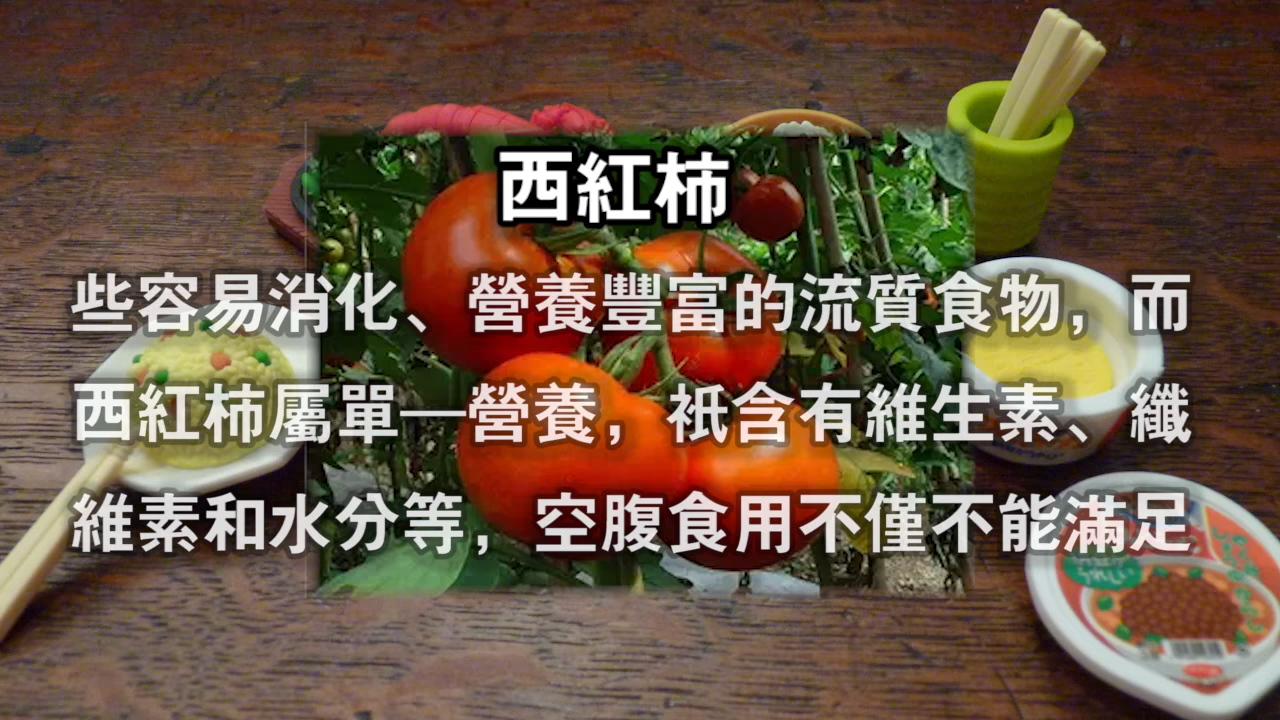 西紅柿
些容易消化、營養豐富的流質食物，而
西紅柿屬單一營養，祇含有維生素、纖
維素和水分等，空腹食用不僅不能滿足